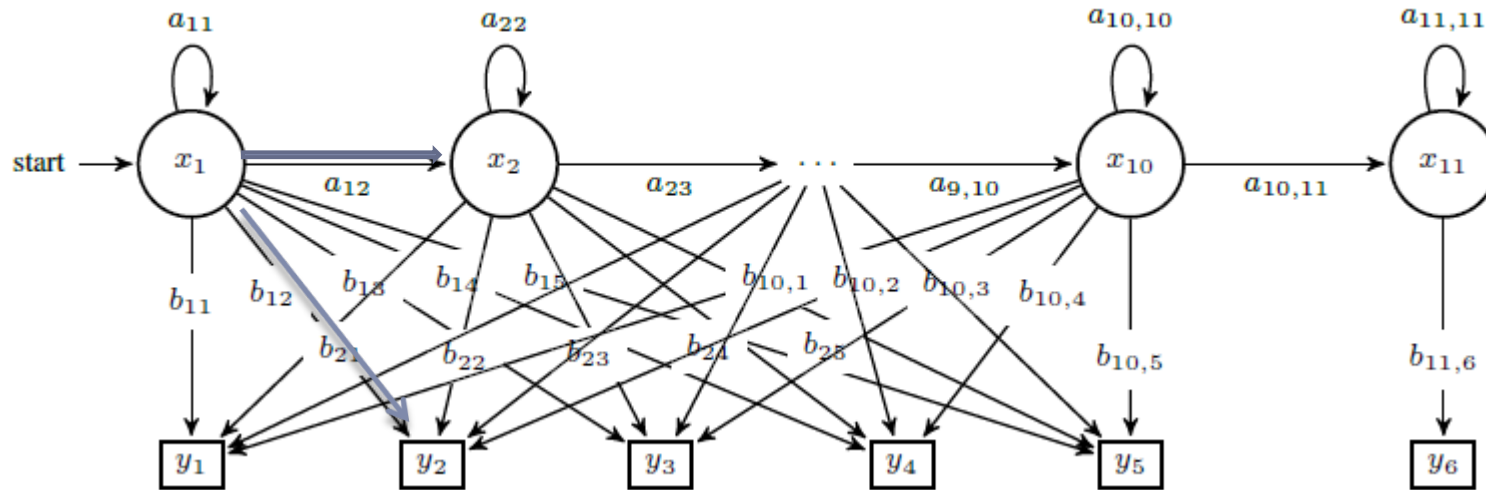 a₁₁ a₂₂ a₁₀,₁₀ a₁₁,₁₁
start x₁ x₂ ... x₁₀ x₁₁
a₁₂ a₂₃ a₉,₁₀ a₁₀,₁₁
b₁₁ b₁₂ b₁₃ b₁₄ b₁₅ b₁₀,₁ b₁₀,₂ b₁₀,₃ b₁₀,₄
b₂₁ b₂₂ b₂₃ b₂₄ b₂₅ b₁₀,₅ b₁₁,₆
y₁ y₂ y₃ y₄ y₅ y₆